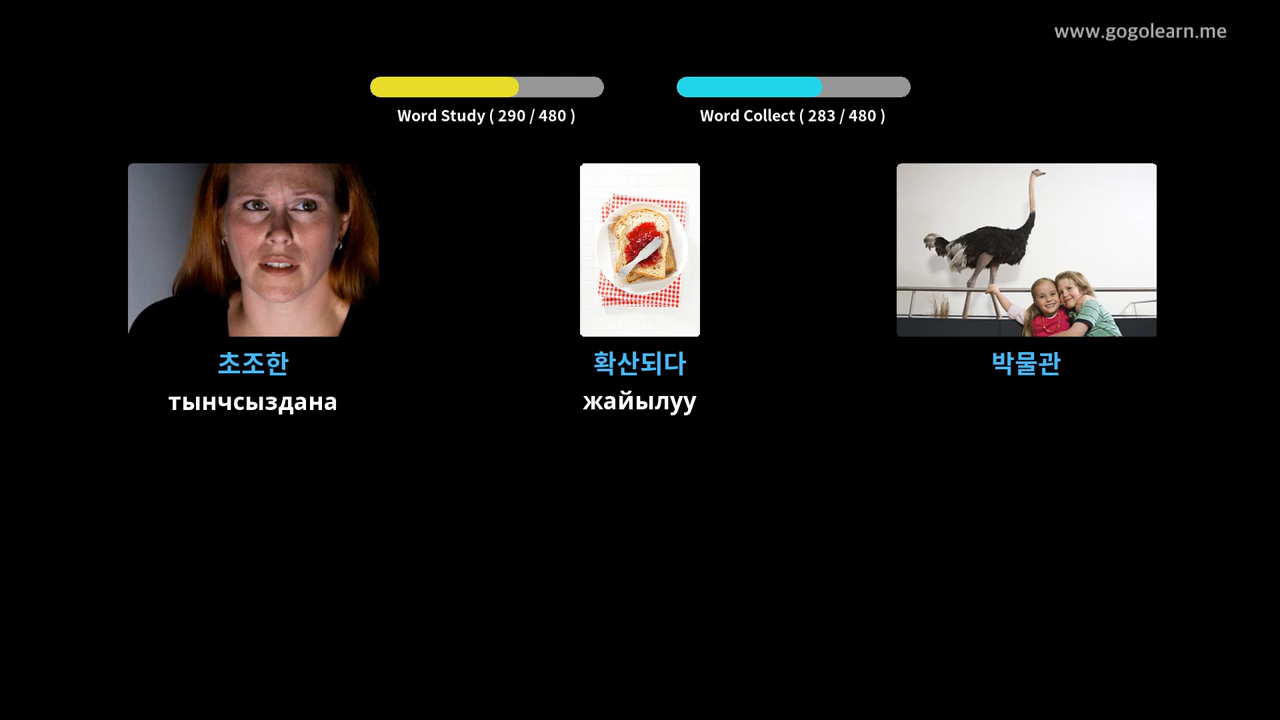 www.gogolearn.me
Word Study ( 290 / 480 )
Word Collect ( 283 / 480 )
초조한
확산되다
박물관
тынчсыздана
жайылуу